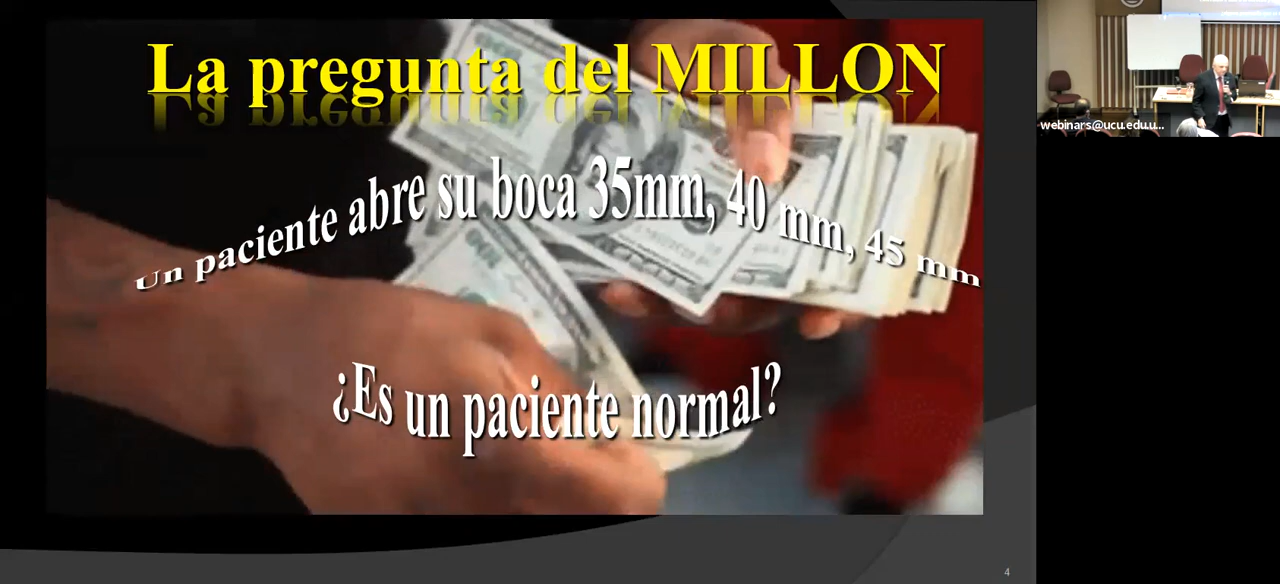 La pregunta del MILLON
Un paciente abre su boca 35mm, 40 mm, 45 mm
¿Es un paciente normal?
webinars@ucu.edu.u...
4